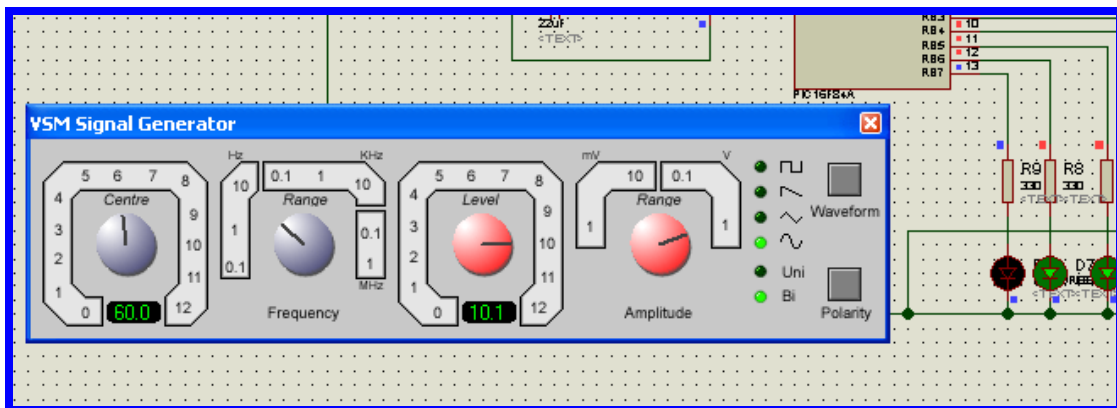 22uF
<TEXT>
RB3
RB4 10
RB5 11
RB6 12
RB7 13
PIC16F84A
VSM Signal Generator
Hz KHz mV V
5 6 7 8 4 3 2 1 0 9 10 11 12
Centre
60.0
10 1 0.1
0.1 1 10
0.1 1
MHz
Range
Frequency
5 6 7 8 4 3 2 1 0 9 10 11 12
Level
10.1
1 10 0.1 1
Range
Amplitude
Waveform
Uni
Bi
Polarity
R9 R8
330 330
<TEXT> <TEXT>
<TEXT> <TEXT>